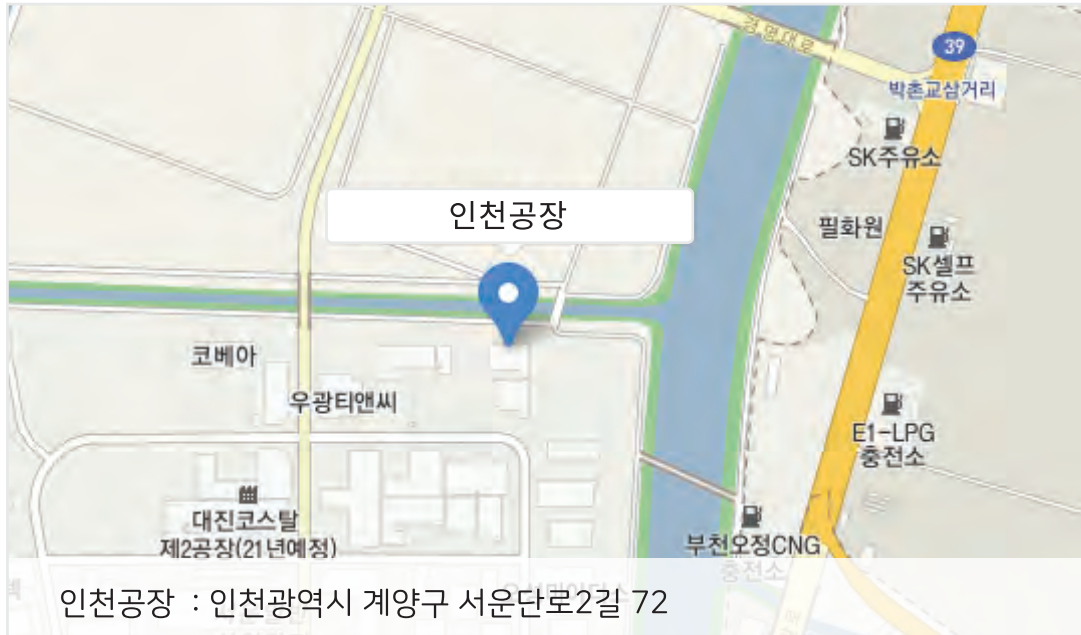 경명대로
39
박촌교삼거리
SK주유소
인천공장
필화원
SK셀프
주유소
코베아
우광티앤씨
E1-LPG
충전소
대진코스탈
제2공장(21년예정)
부천오정CNG
충전소
인천공장 : 인천광역시 계양구 서운단로2길 72